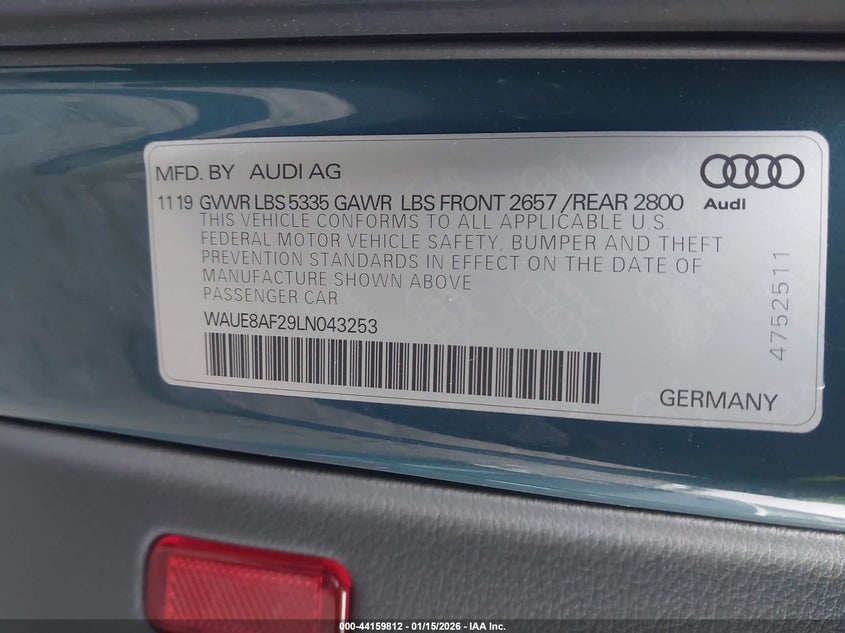 MFD. BY AUDI AG
11 19 GVWR LBS 5335 GAWR LBS FRONT 2657 /REAR 2800
Audi
THIS VEHICLE CONFORMS TO ALL APPLICABLE U.S.
FEDERAL MOTOR VEHICLE SAFETY, BUMPER AND THEFT
PREVENTION STANDARDS IN EFFECT ON THE DATE OF
MANUFACTURE SHOWN ABOVE
PASSENGER CAR
WAUE8AF29LN043253
4752511
GERMANY
000-44159812 - 01/15/2026 - IAA Inc.